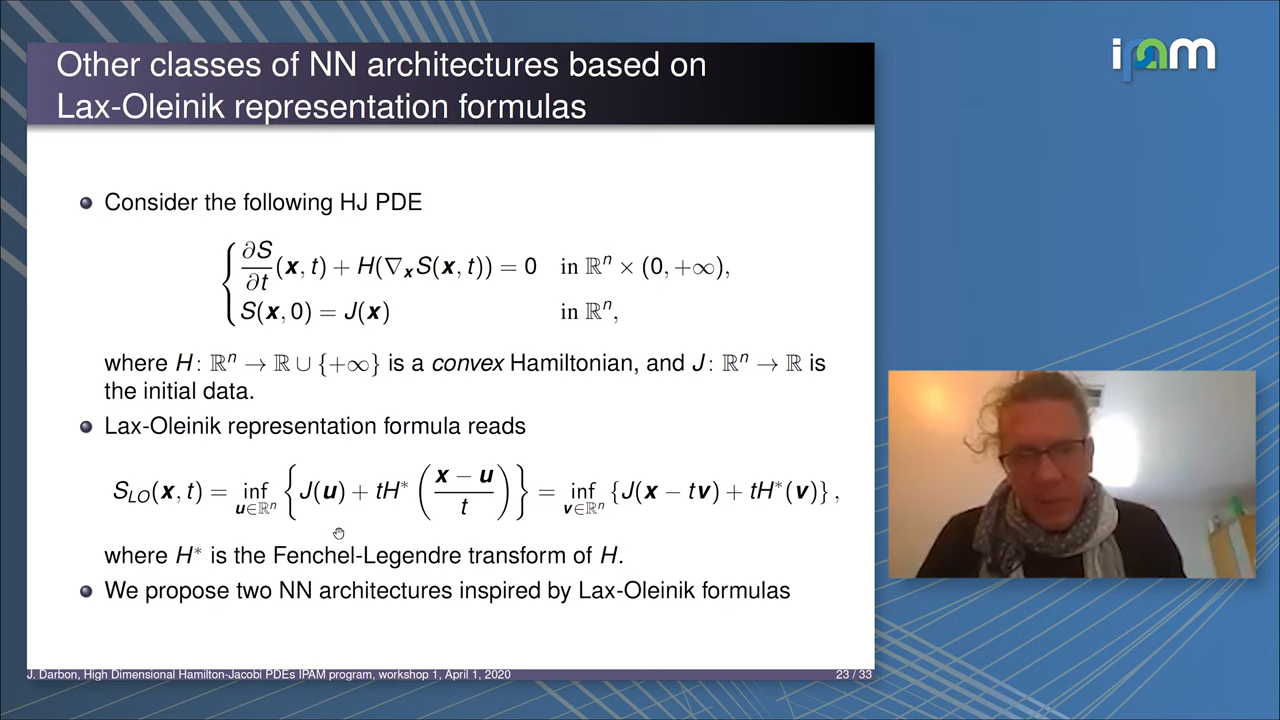 ipam
Other classes of NN architectures based on
Lax-Oleinik representation formulas
Consider the following HJ PDE
∂S/∂t (x, t) + H(∇ₓS(x, t)) = 0 in ℝⁿ × (0, +∞),
S(x, 0) = J(x) in ℝⁿ,
where H: ℝⁿ → ℝ ∪ {+∞} is a convex Hamiltonian, and J: ℝⁿ → ℝ is
the initial data.
Lax-Oleinik representation formula reads
S_LO(x, t) = inf_{u∈ℝⁿ} {J(u) + tH*((x − u)/t)} = inf_{v∈ℝⁿ} {J(x − tv) + tH*(v)},
where H* is the Fenchel-Legendre transform of H.
We propose two NN architectures inspired by Lax-Oleinik formulas
J. Darbon, High Dimensional Hamilton-Jacobi PDEs IPAM program, workshop 1, April 1, 2020 23 / 33